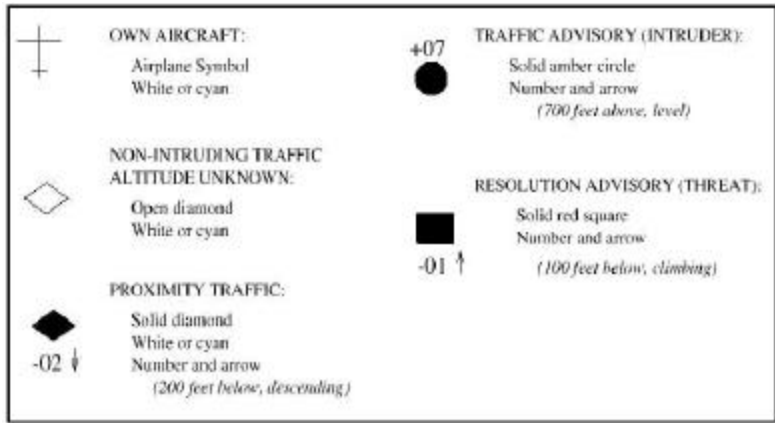 OWN AIRCRAFT:
Airplane Symbol
White or cyan
NON-INTRUDING TRAFFIC
ALTITUDE UNKNOWN:
Open diamond
White or cyan
PROXIMITY TRAFFIC:
Solid diamond
White or cyan
-02
Number and arrow
(200 feet below, descending)
TRAFFIC ADVISORY (INTRUDER):
+07
Solid amber circle
Number and arrow
(700 feet above, level)
RESOLUTION ADVISORY (THREAT):
Solid red square
Number and arrow
-01 ↑
(100 feet below, climbing)